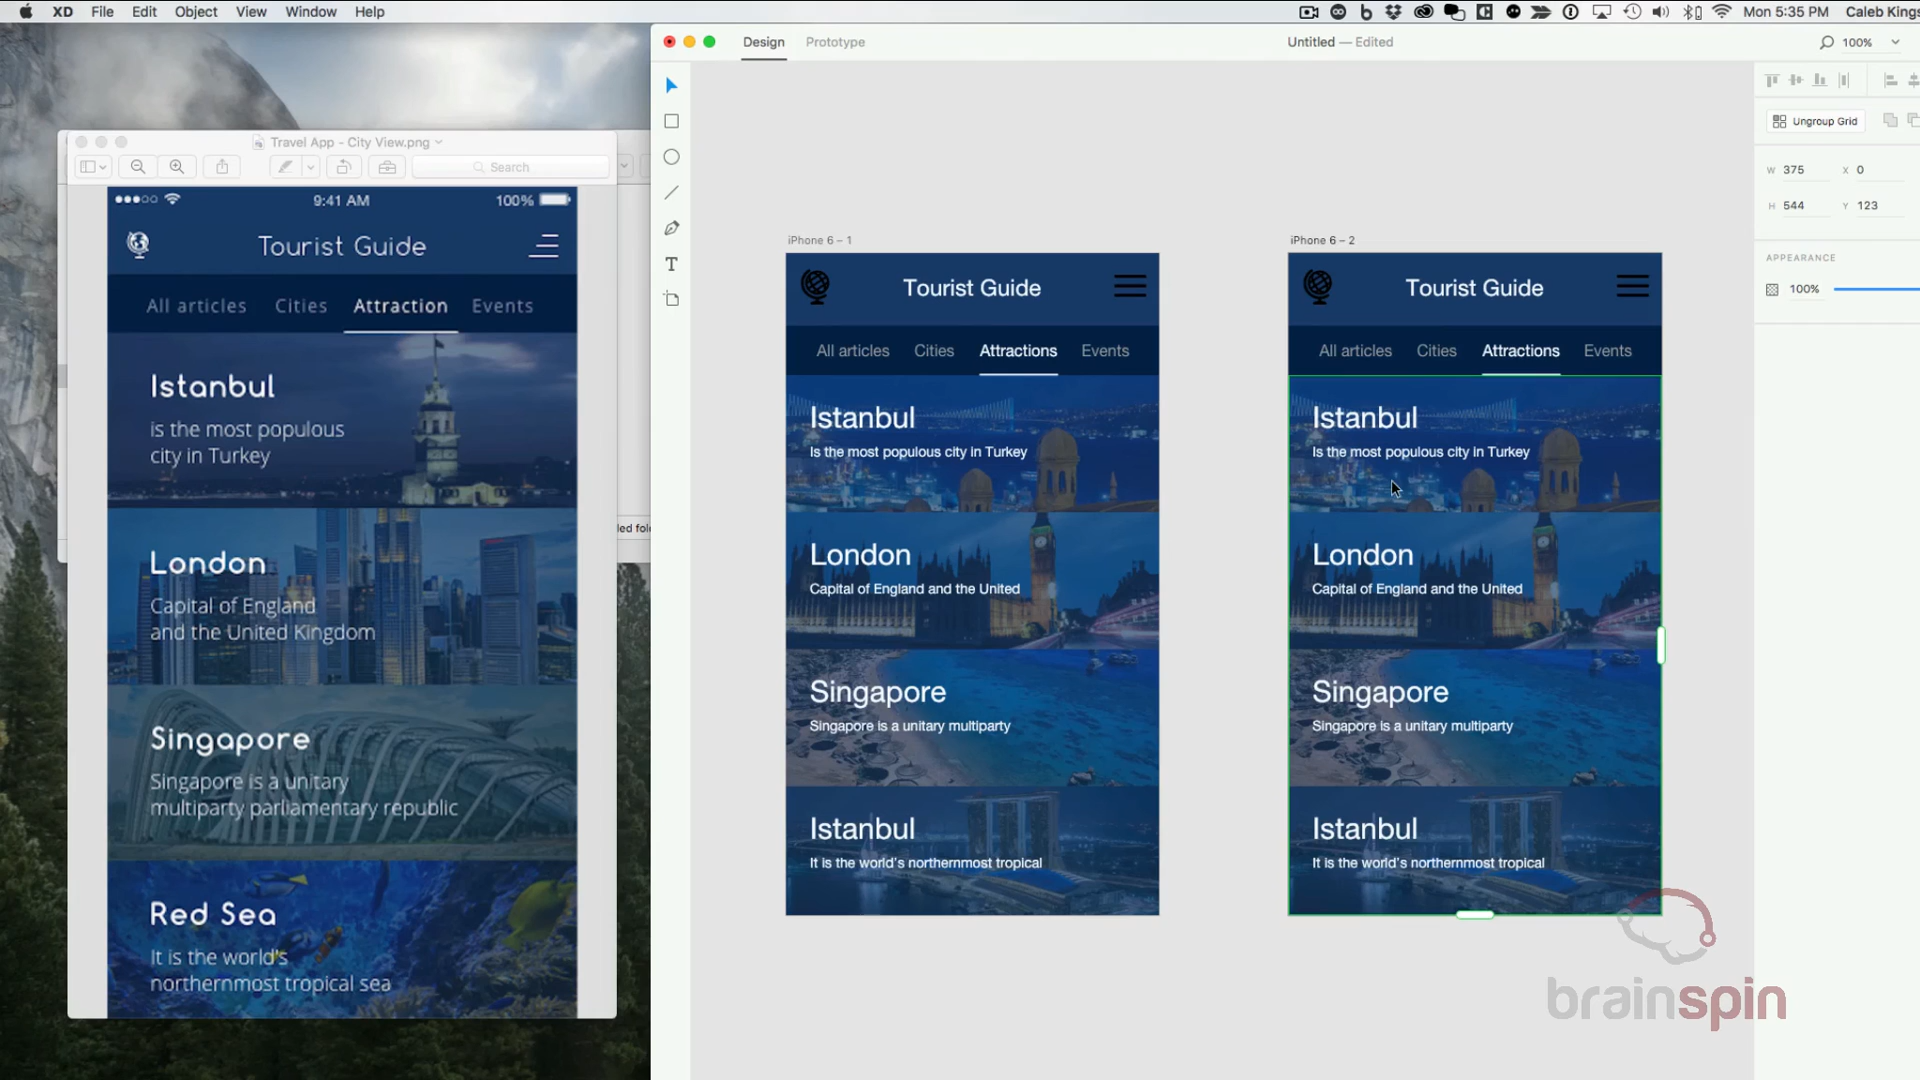 XD File Edit Object View Window Help
Mon 5:35 PM Caleb Kings
Travel App - City View.png
Search
9:41 AM 100%
Tourist Guide
All articles Cities Attraction Events
Istanbul
is the most populous
city in Turkey
London
Capital of England
and the United Kingdom
Singapore
Singapore is a unitary
multiparty parliamentary republic
Red Sea
It is the world's
northernmost tropical sea
led fol
Design Prototype
Untitled — Edited
100%
iPhone 6 – 1
Tourist Guide
All articles Cities Attractions Events
Istanbul
Is the most populous city in Turkey
London
Capital of England and the United
Singapore
Singapore is a unitary multiparty
Istanbul
It is the world's northernmost tropical
iPhone 6 – 2
Tourist Guide
All articles Cities Attractions Events
Istanbul
Is the most populous city in Turkey
London
Capital of England and the United
Singapore
Singapore is a unitary multiparty
Istanbul
It is the world's northernmost tropical
Ungroup Grid
W 375 X 0
H 544 Y 123
APPEARANCE
100%
brainspin